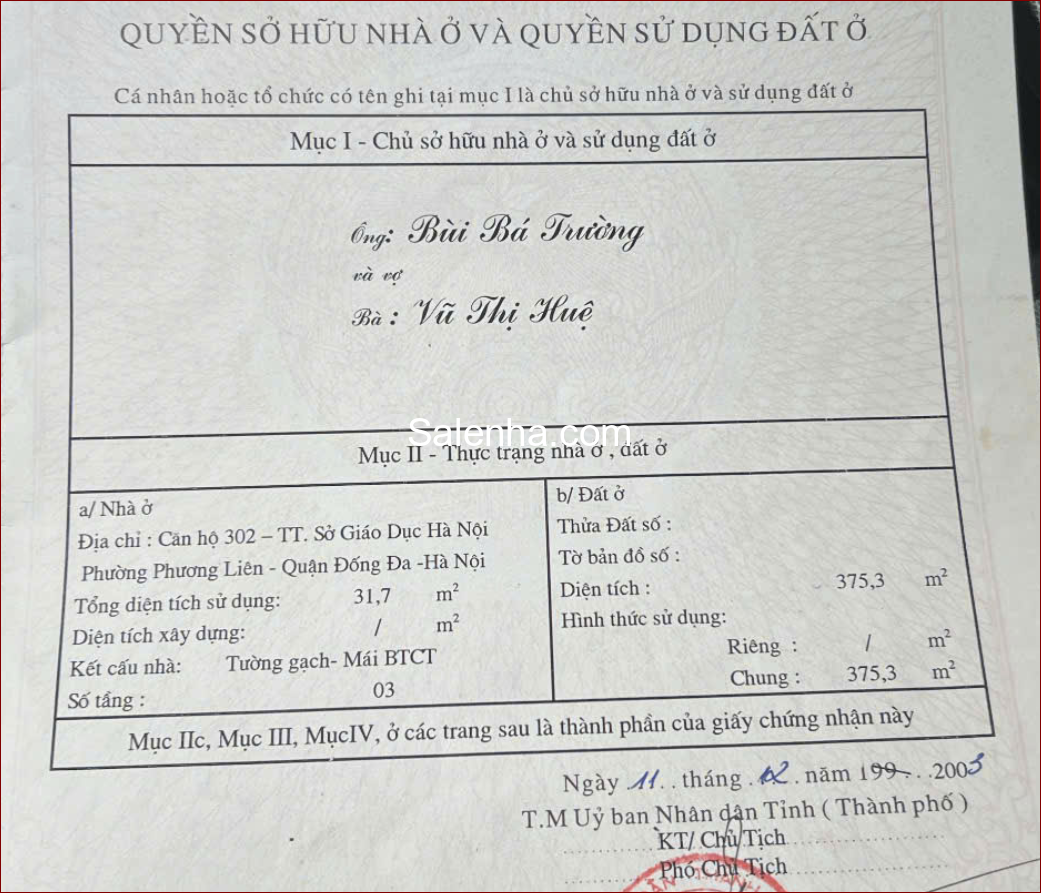 QUYỀN SỞ HỮU NHÀ Ở VÀ QUYỀN SỬ DỤNG ĐẤT Ở
Cá nhân hoặc tổ chức có tên ghi tại mục I là chủ sở hữu nhà ở và sử dụng đất ở
Mục I - Chủ sở hữu nhà ở và sử dụng đất ở
Ông: Bùi Bá Trường
và vợ
Bà : Vũ Thị Huệ
Salenha.com
Mục II - Thực trạng nhà ở , đất ở
a/ Nhà ở
Địa chỉ : Căn hộ 302 – TT. Sở Giáo Dục Hà Nội
Phường Phương Liên - Quận Đống Đa -Hà Nội
Tổng diện tích sử dụng: 31,7 m²
Diện tích xây dựng: / m²
Kết cấu nhà: Tường gạch- Mái BTCT
Số tầng : 03
b/ Đất ở
Thửa Đất số :
Tờ bản đồ số :
Diện tích : 375,3 m²
Hình thức sử dụng:
Riêng : / m²
Chung : 375,3 m²
Mục IIc, Mục III, MụcIV, ở các trang sau là thành phần của giấy chứng nhận này
Ngày 11.. tháng .02. năm 199... .2003
T.M Uỷ ban Nhân dân Tỉnh ( Thành phố )
KT/ Chủ Tịch
Phó Chủ Tịch